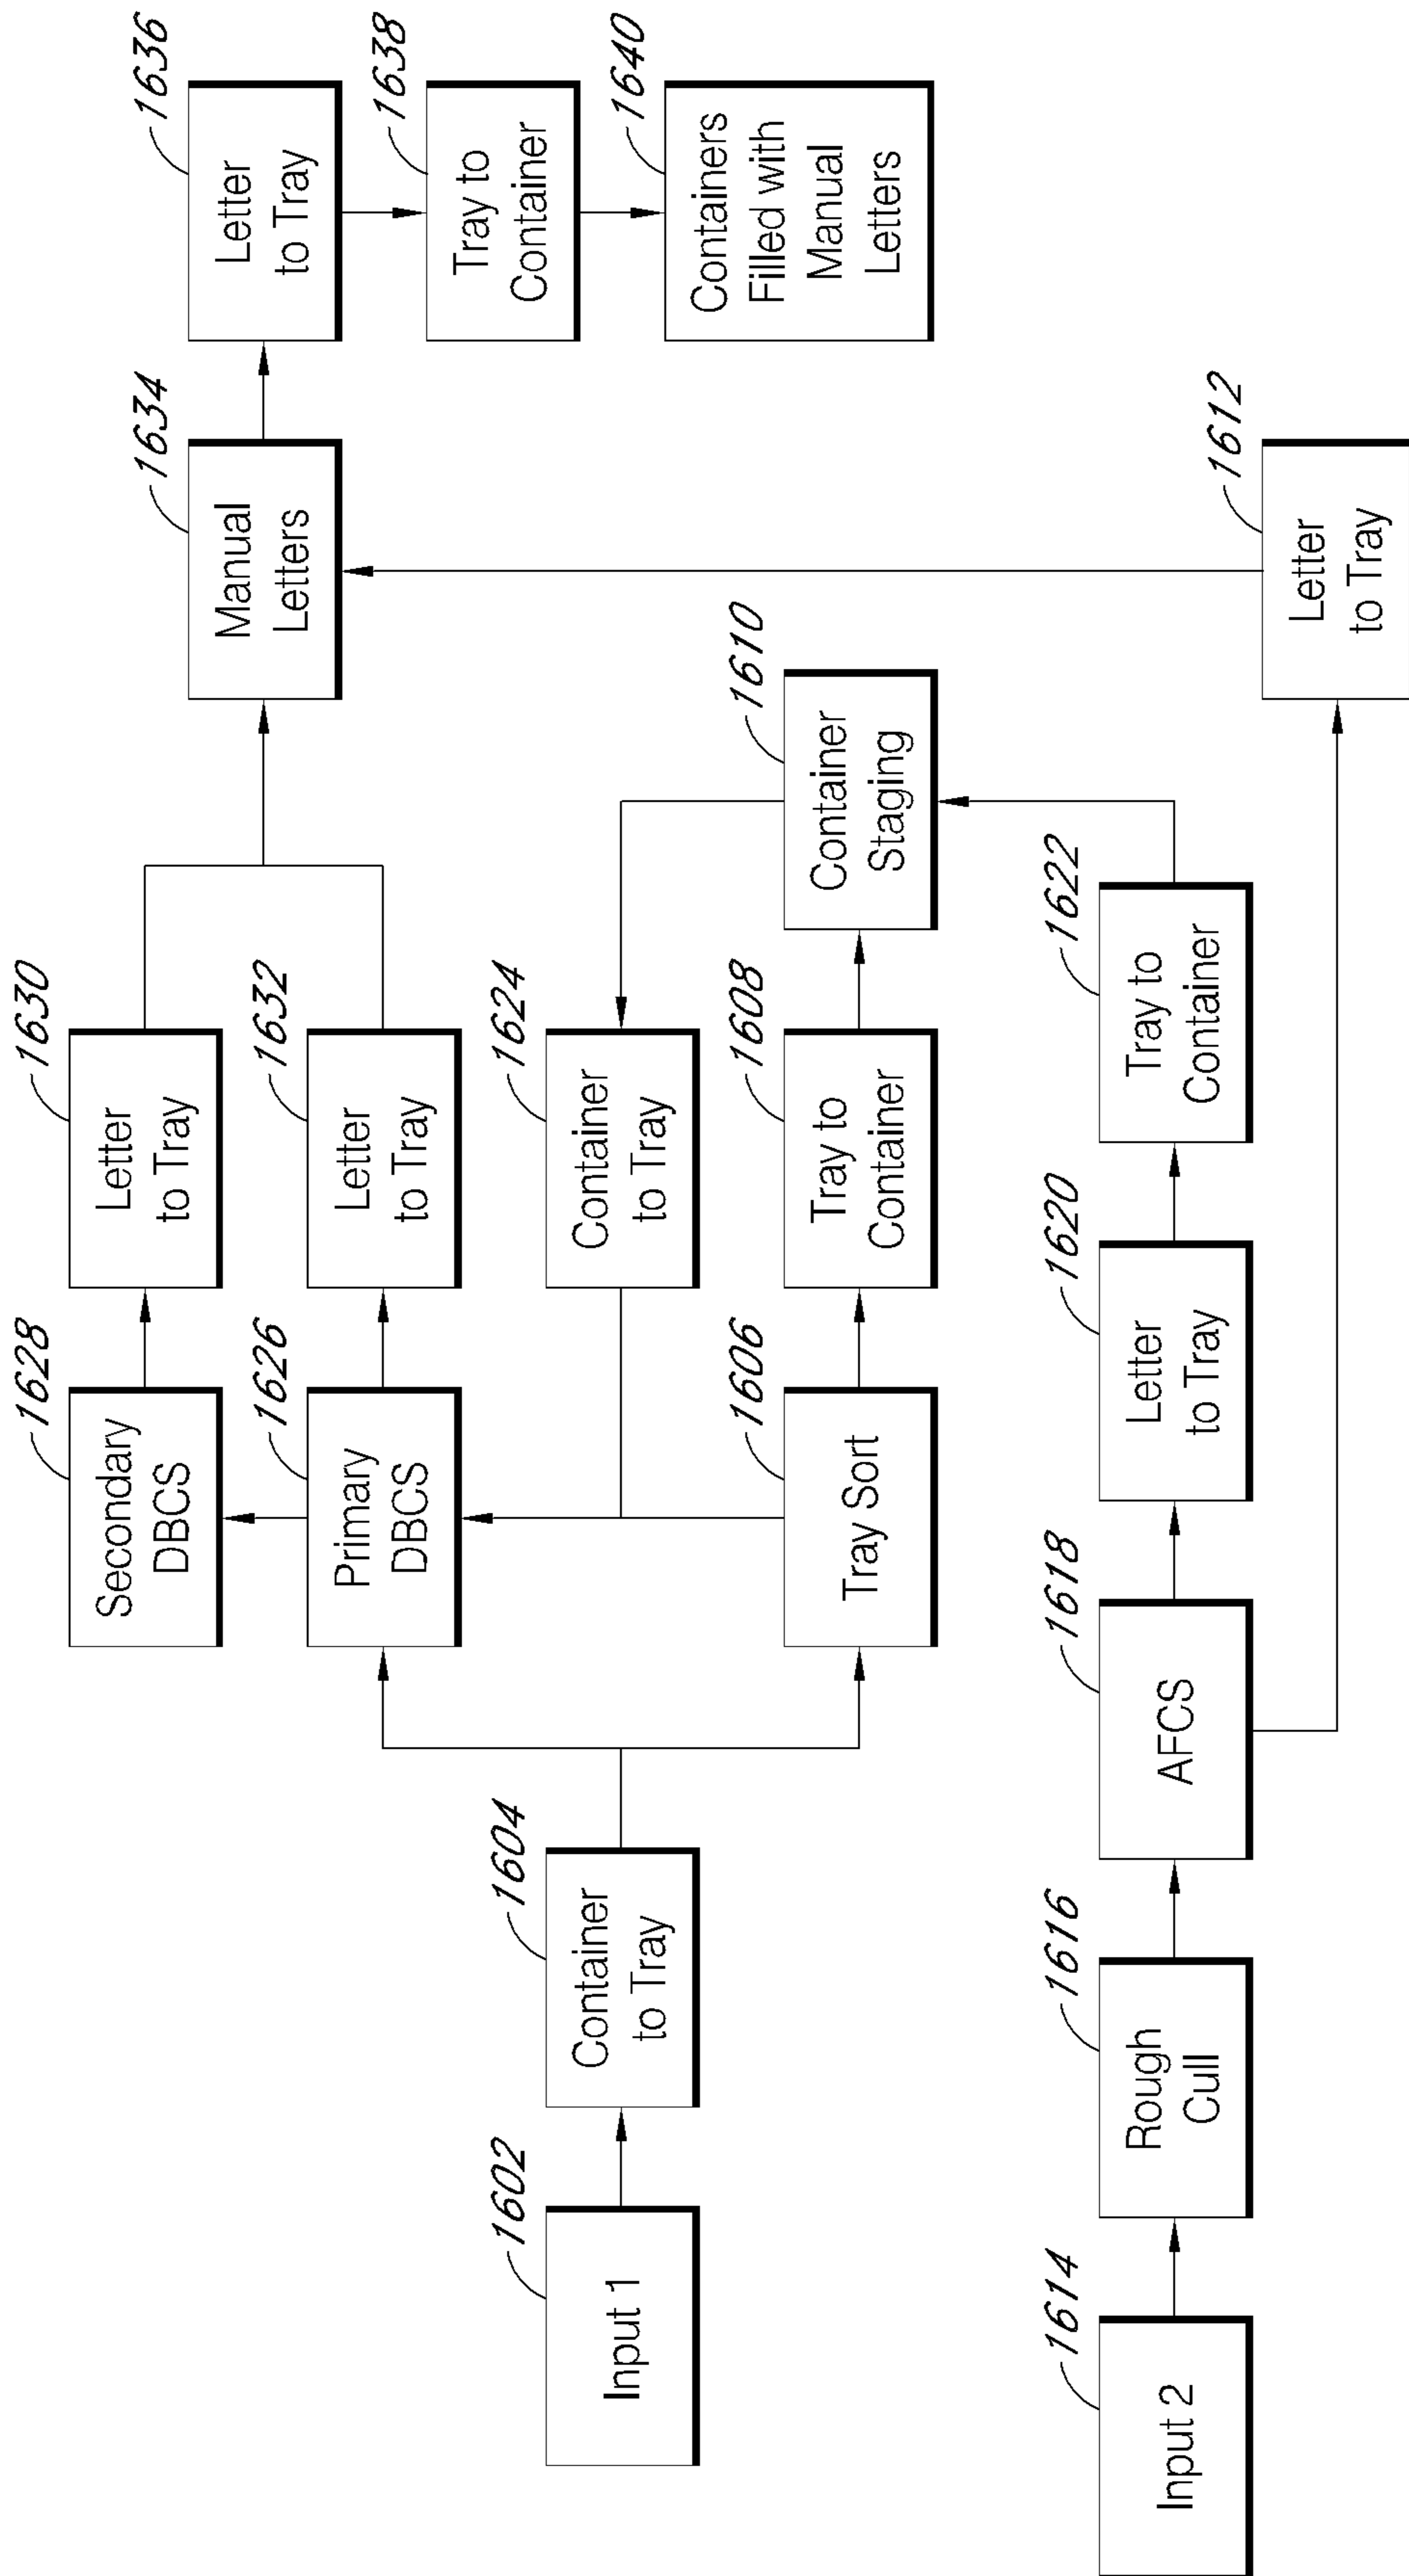 1628
Secondary
DBCS
1630
Letter
to Tray
1626
Primary
DBCS
1632
Letter
to Tray
1634
Manual
Letters
1636
Letter
to Tray
1638
Tray to
Container
1640
Containers
Filled with
Manual
Letters
1602
Input 1
1604
Container
to Tray
1624
Container
to Tray
1606
Tray Sort
1608
Tray to
Container
1610
Container
Staging
1614
Input 2
1616
Rough
Cull
1618
AFCS
1620
Letter
to Tray
1622
Tray to
Container
1612
Letter
to Tray